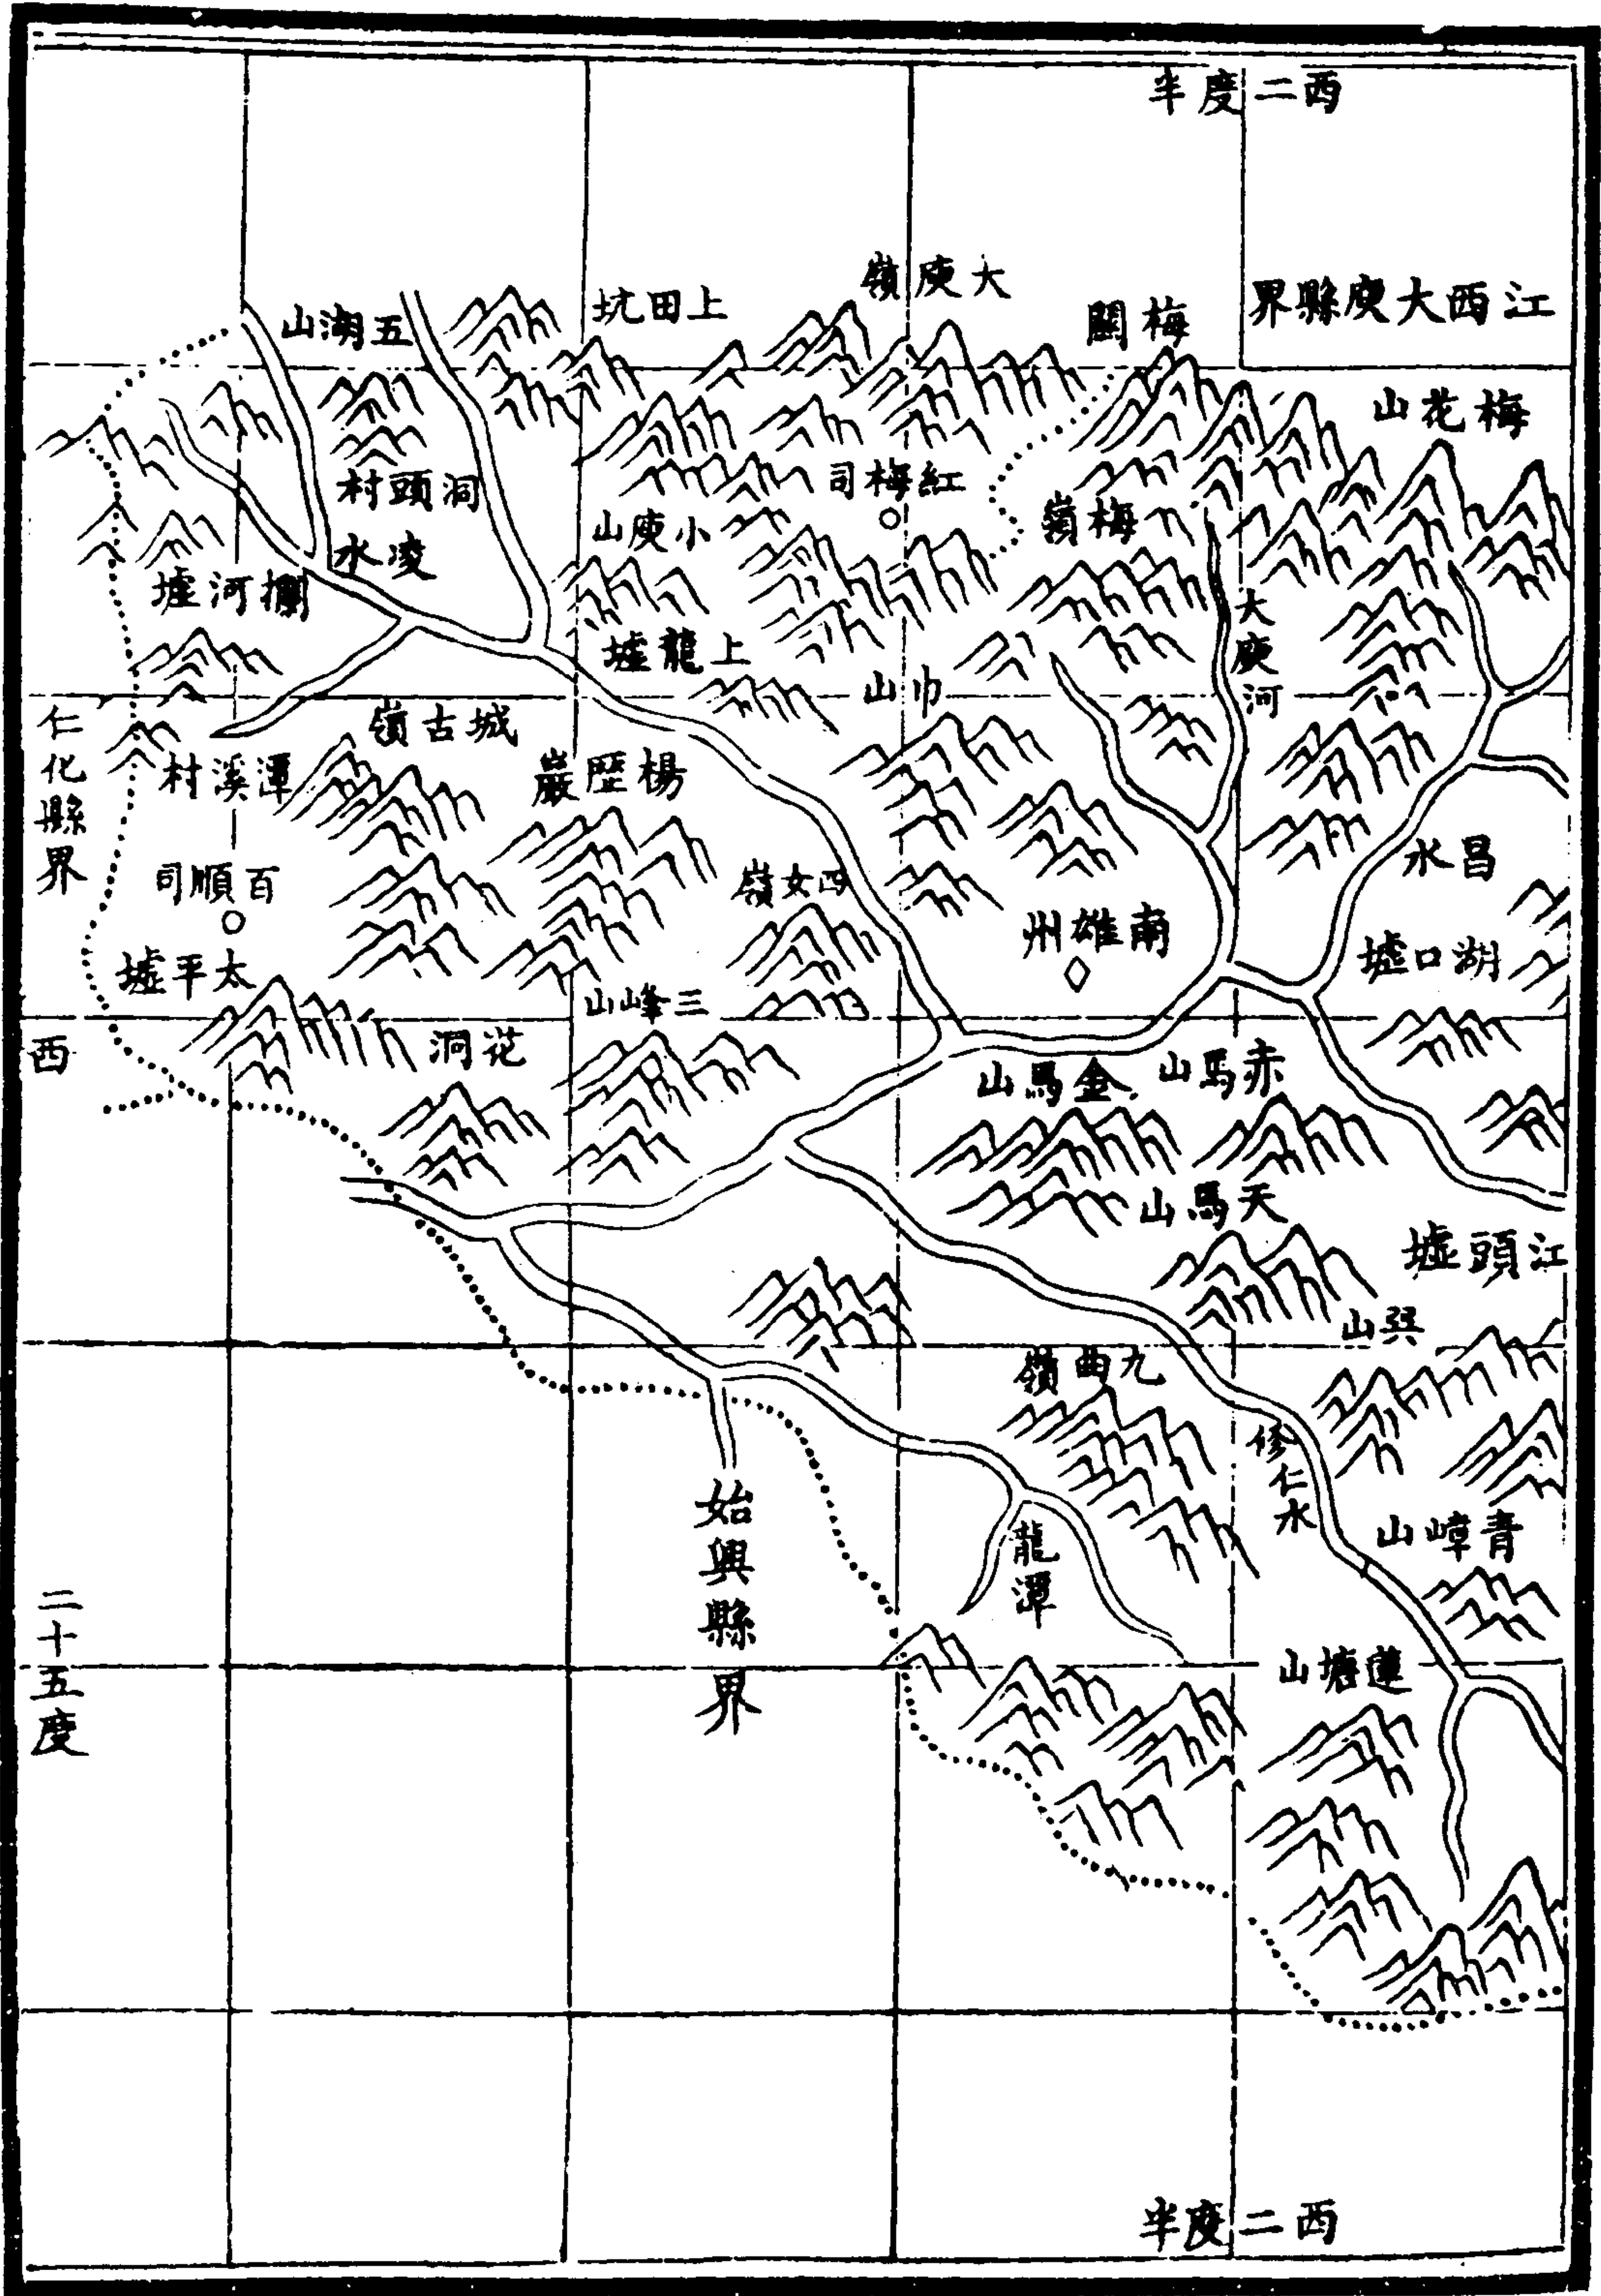 西二度半
江西大庾縣界
大庾嶺
梅關
上田坑
五湖山
梅花山
洞頭村
紅梅司
梅嶺
小庾山
凌水
攔河墟
大庾河
上龍墟
巾山
仁化縣界
城古嶺
楊歷巖
潭溪村
昌水
百順司
四女嶺
南雄州
湖口墟
太平墟
三峰山
西
花洞
赤馬山
金馬山
天馬山
江頭墟
巽山
九曲嶺
修仁水
始興縣界
龍潭
青嶂山
二十五度
蓮塘山
西二度半